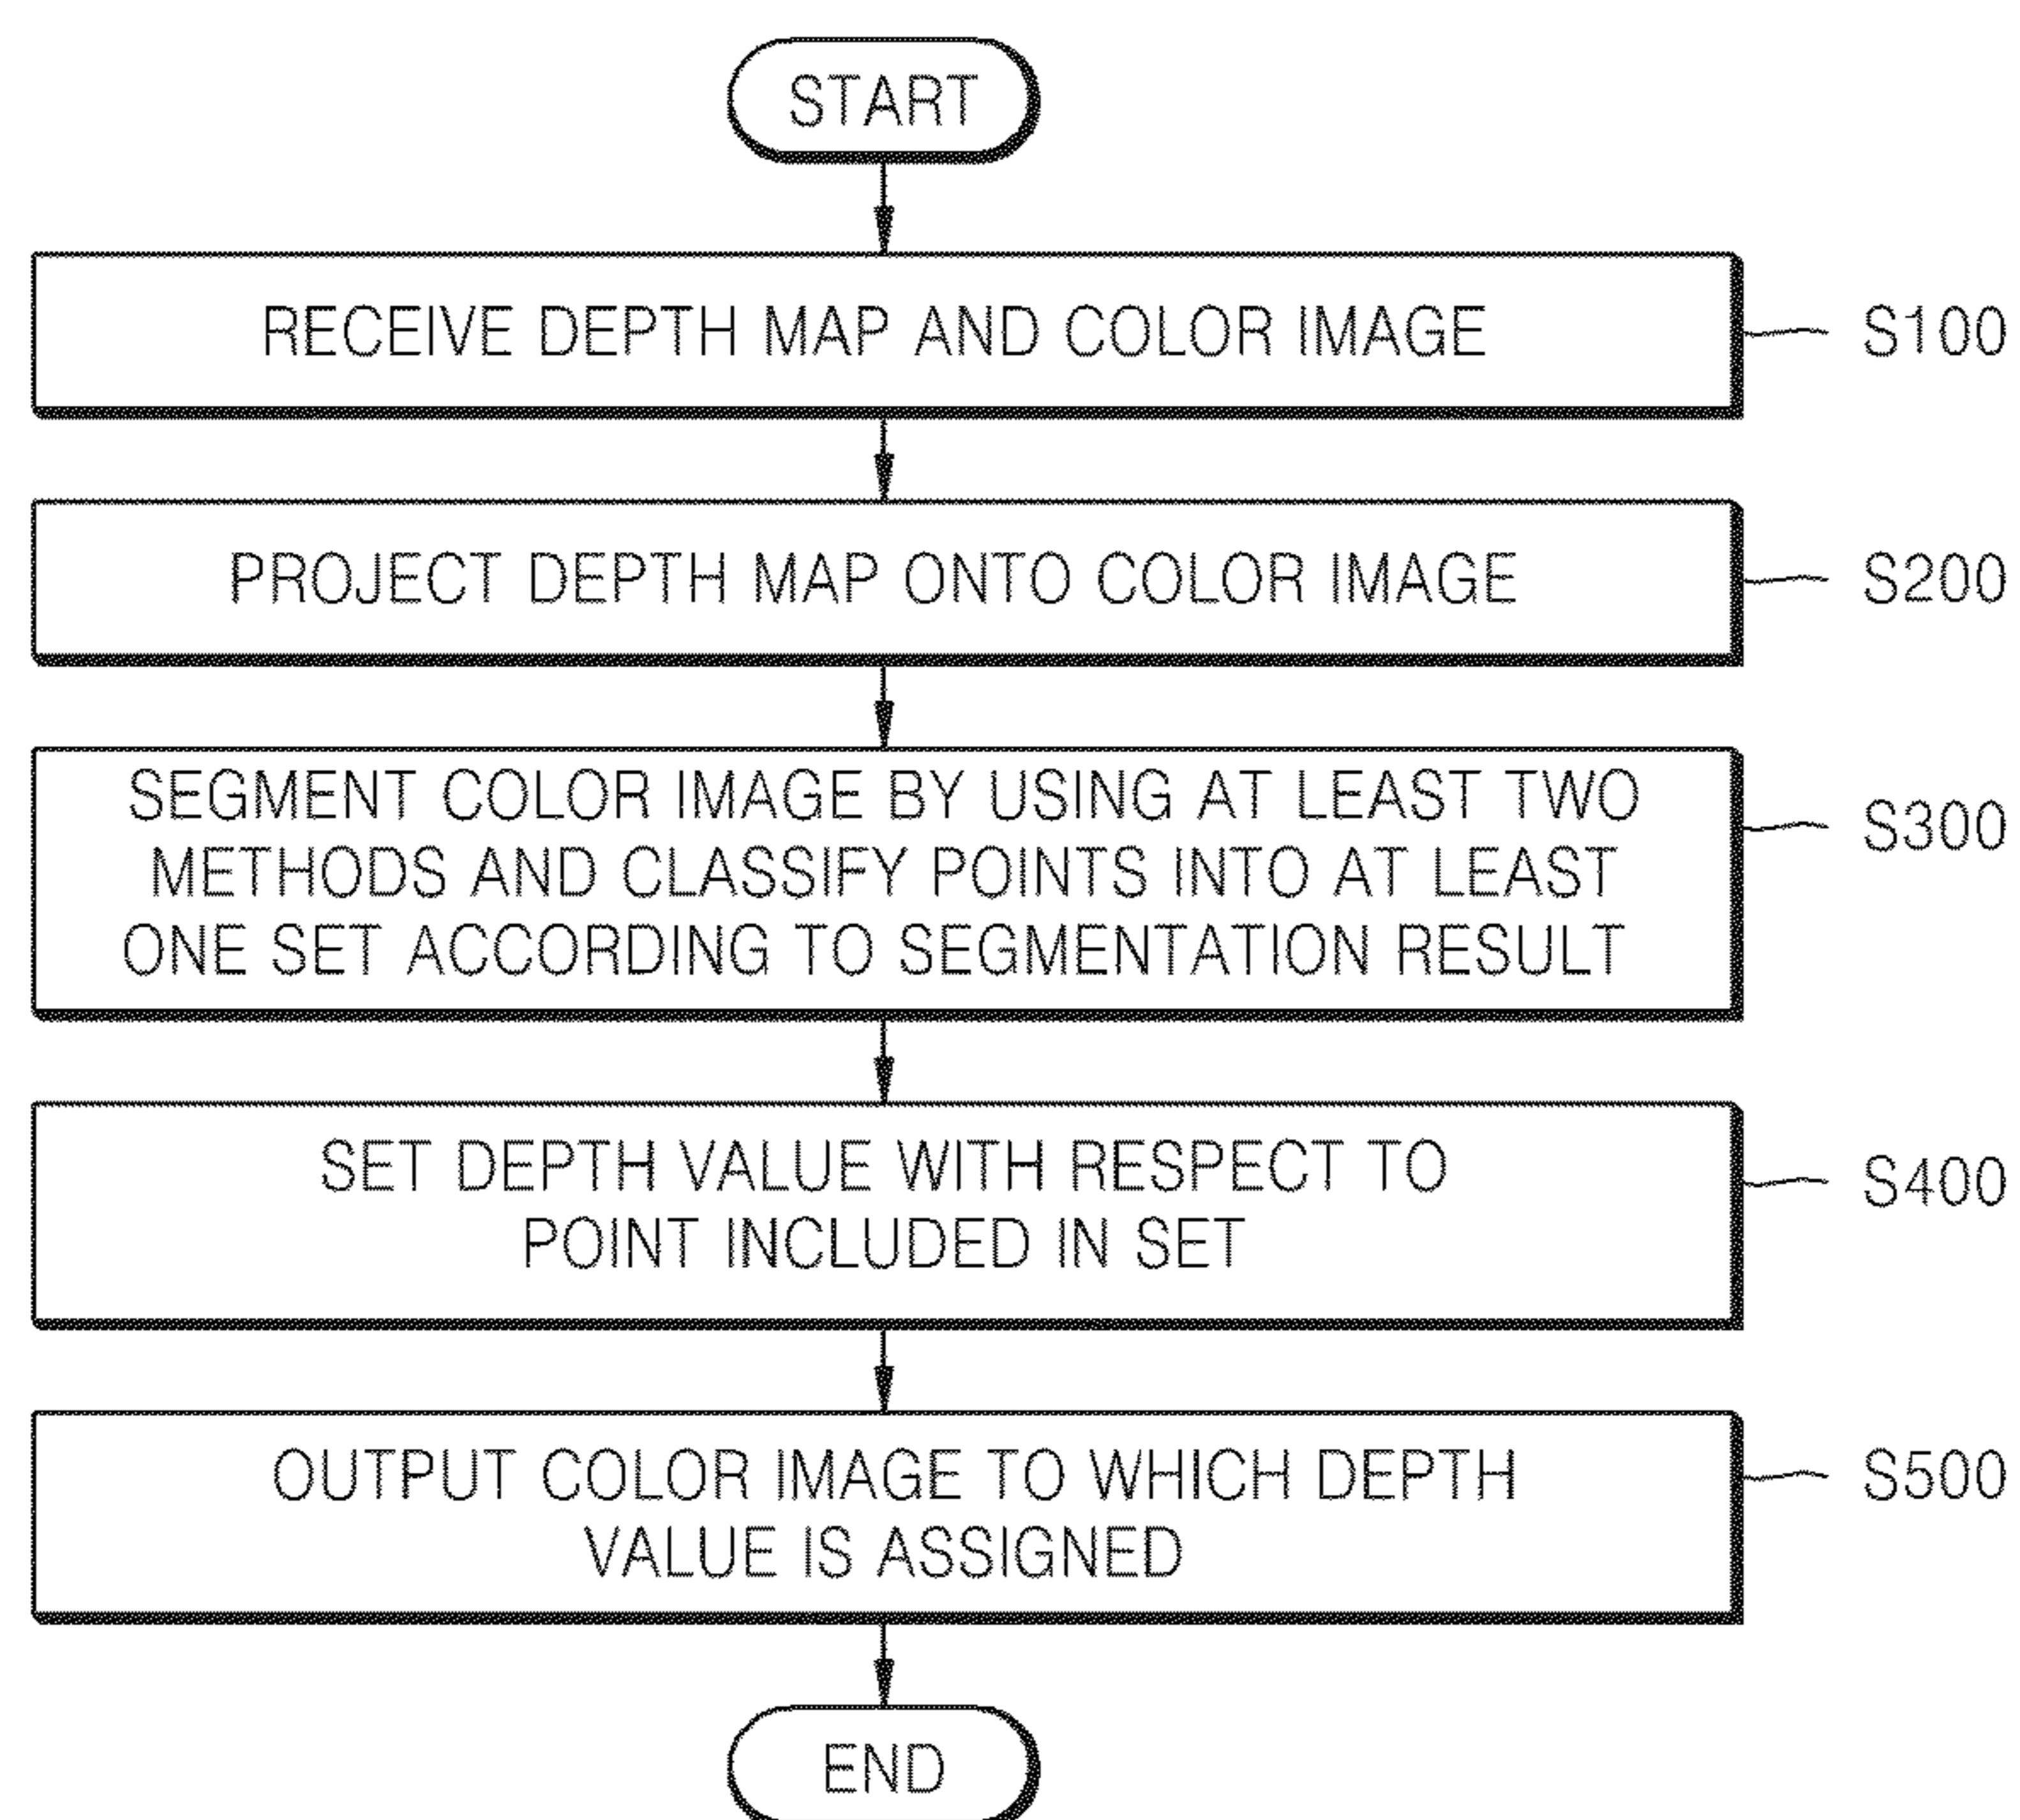 START
RECEIVE DEPTH MAP AND COLOR IMAGE
S100
PROJECT DEPTH MAP ONTO COLOR IMAGE
S200
SEGMENT COLOR IMAGE BY USING AT LEAST TWO
METHODS AND CLASSIFY POINTS INTO AT LEAST
ONE SET ACCORDING TO SEGMENTATION RESULT
S300
SET DEPTH VALUE WITH RESPECT TO
POINT INCLUDED IN SET
S400
OUTPUT COLOR IMAGE TO WHICH DEPTH
VALUE IS ASSIGNED
S500
END